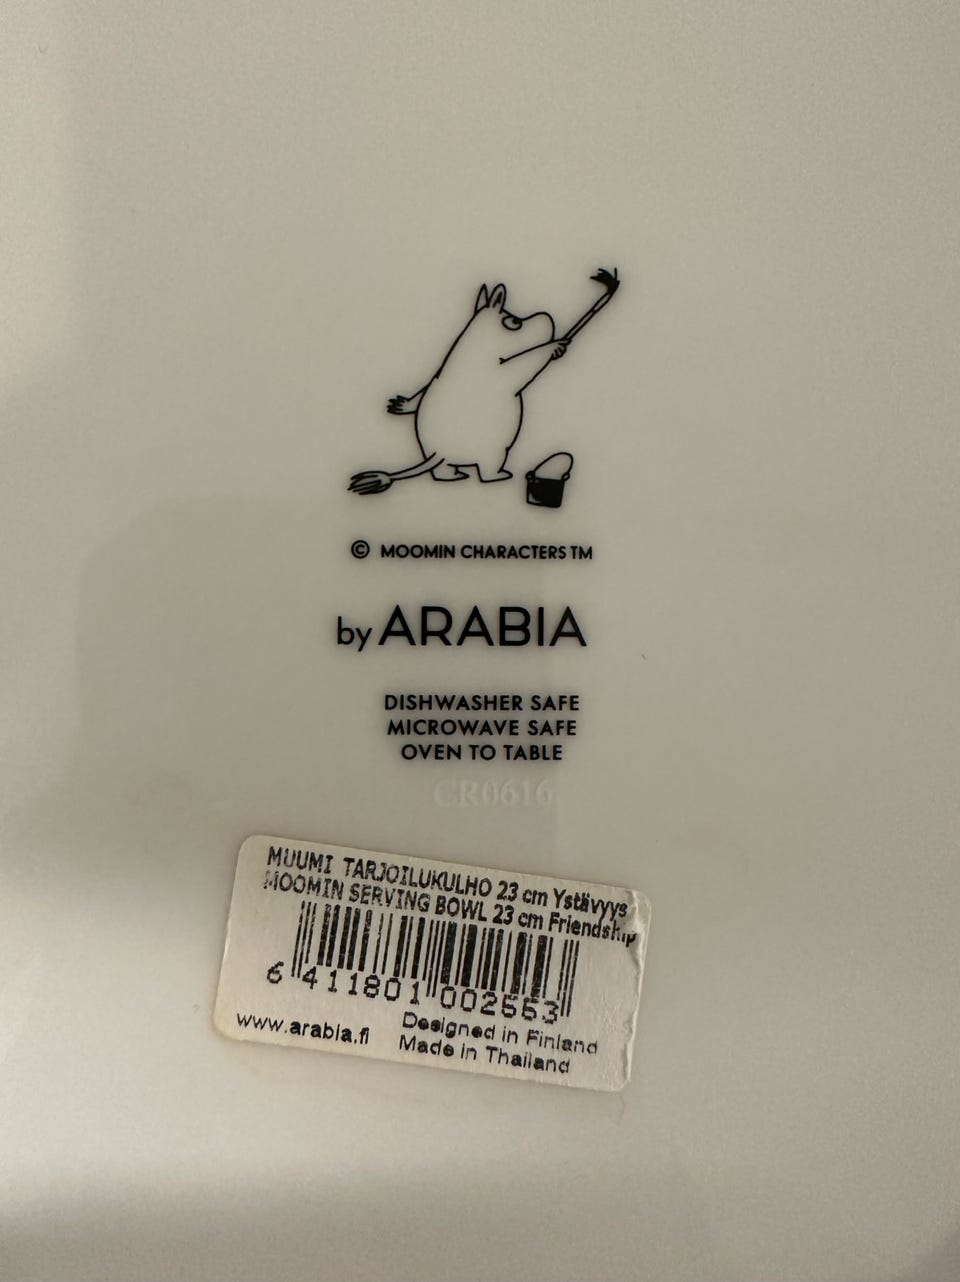 © MOOMIN CHARACTERS TM
by ARABIA
DISHWASHER SAFE
MICROWAVE SAFE
OVEN TO TABLE
CR0616
MUUMI TARJOILUKULHO 23 cm Ystävyys
MOOMIN SERVING BOWL 23 cm Friendship
6 411801 002553
www.arabia.fi
Designed in Finland
Made in Thailand